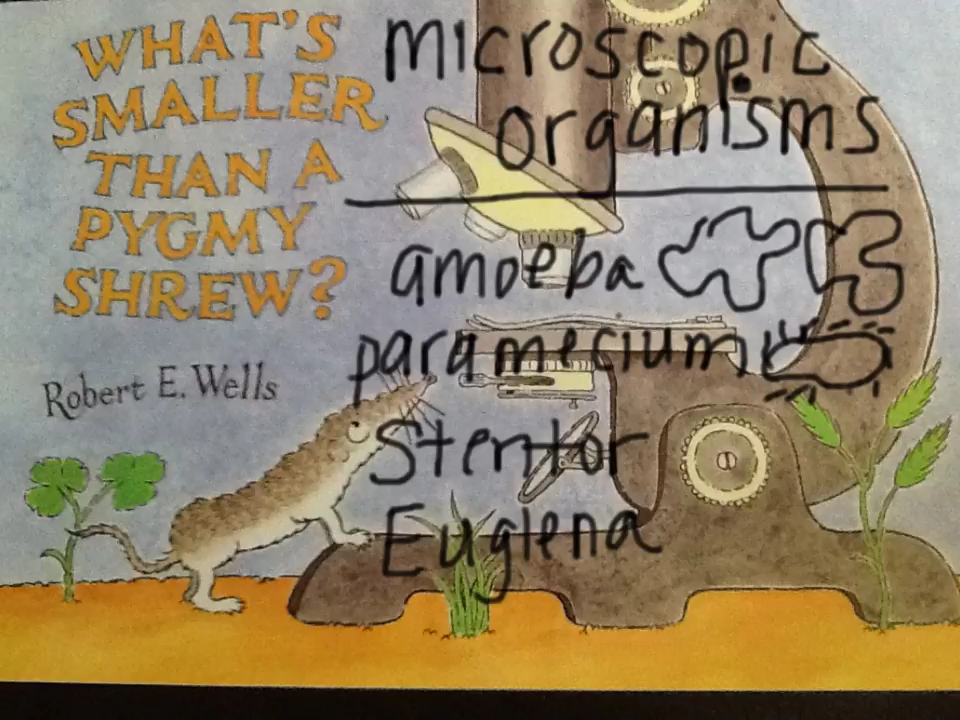 WHAT'S
SMALLER
THAN A
PYGMY
SHREW?
Robert E. Wells
microscopic
organisms
amoeba
paramecium
Stentor
Euglena